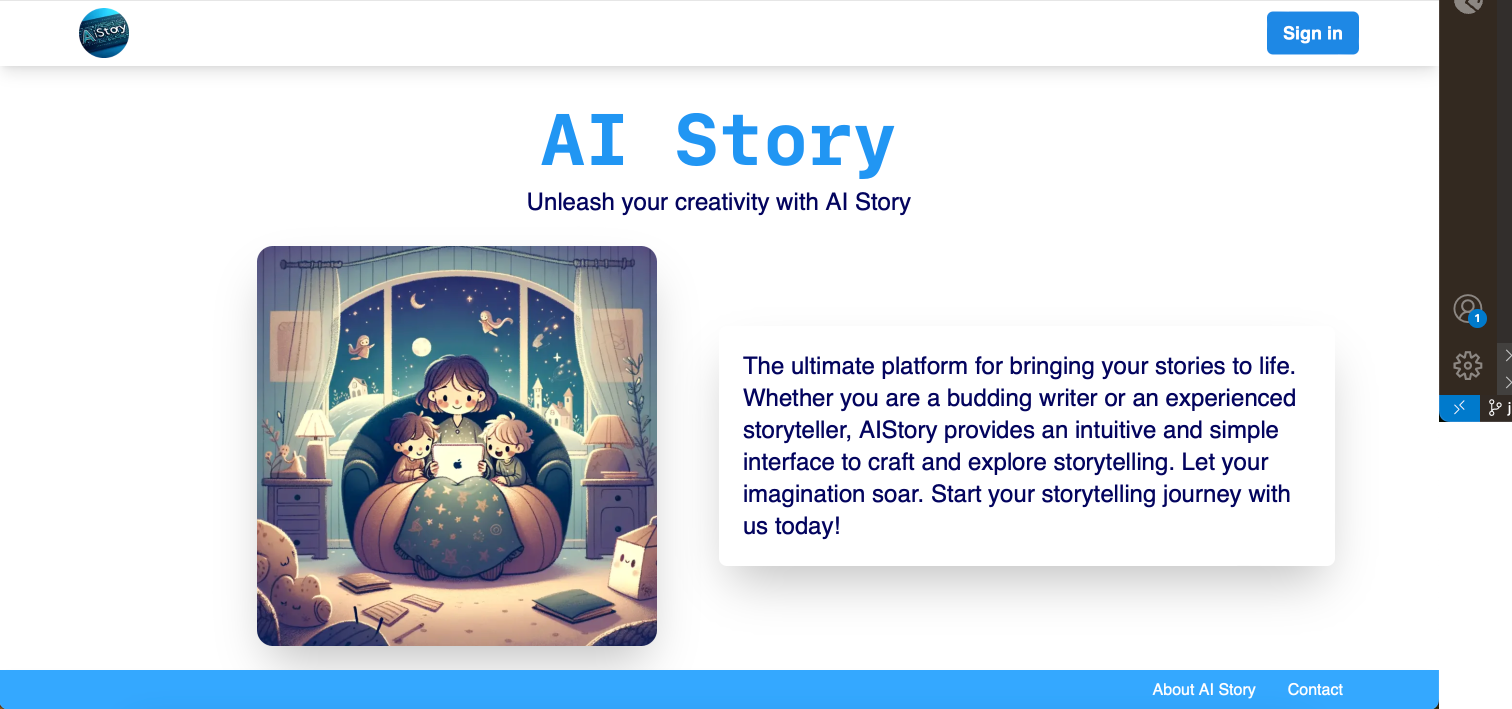 AiStory
Sign in
AI Story
Unleash your creativity with AI Story
The ultimate platform for bringing your stories to life.
Whether you are a budding writer or an experienced
storyteller, AIStory provides an intuitive and simple
interface to craft and explore storytelling. Let your
imagination soar. Start your storytelling journey with
us today!
1
j
About AI Story
Contact